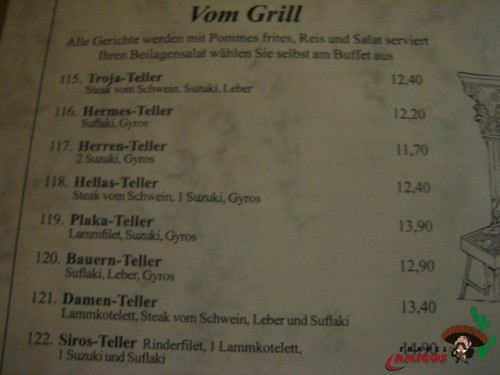 Vom Grill
Alle Gerichte werden mit Pommes frites, Reis und Salat serviert
Ihren Beilagensalat wählen Sie selbst am Buffet aus
115. Troja-Teller 12,40
Steak vom Schwein, Suzuki, Leber
116. Hermes-Teller 12,20
Suflaki, Gyros
117. Herren-Teller 11,70
2 Suzuki, Gyros
118. Hellas-Teller 12,40
Steak vom Schwein, 1 Suzuki, Gyros
119. Plaka-Teller 13,90
Lammfilet, Suzuki, Gyros
120. Bauern-Teller 12,90
Suflaki, Leber, Gyros
121. Damen-Teller 13,40
Lammkotelett, Steak vom Schwein, Leber und Suflaki
122. Siros-Teller Rinderfilet, 1 Lammkotelett,
1 Suzuki und Suflaki
AMIGOS